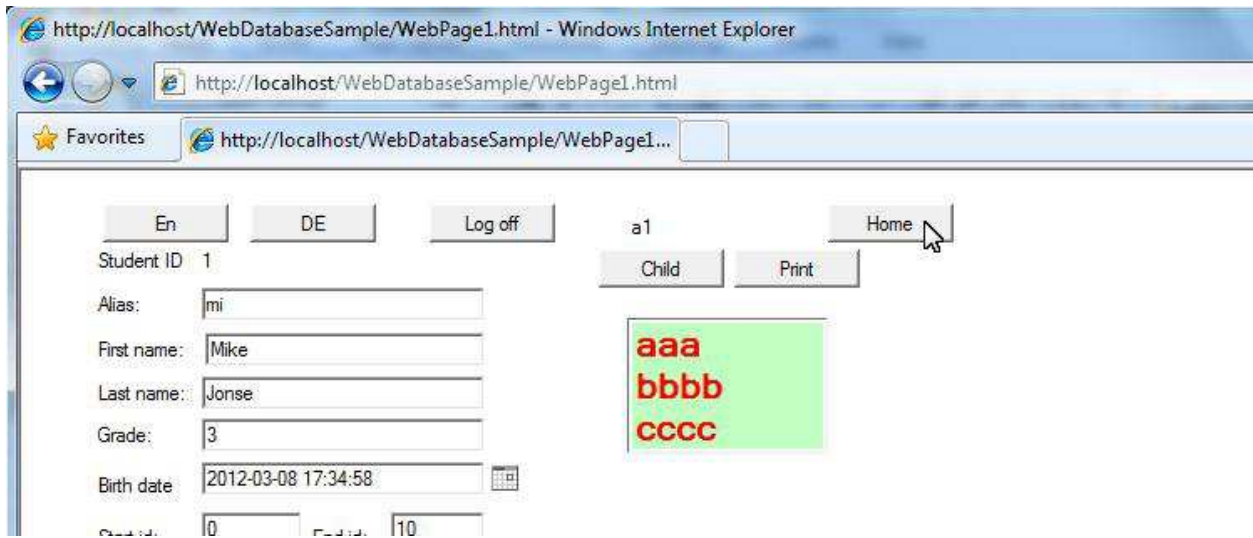 http://localhost/WebDatabaseSample/WebPage1.html - Windows Internet Explorer
http://localhost/WebDatabaseSample/WebPage1.html
Favorites http://localhost/WebDatabaseSample/WebPage1...
En DE Log off a1 Home
Student ID 1 Child Print
Alias: mi
First name: Mike
aaa
Last name: Jonse
bbbb
Grade: 3
cccc
Birth date 2012-03-08 17:34:58
Start id: 0 End id: 10